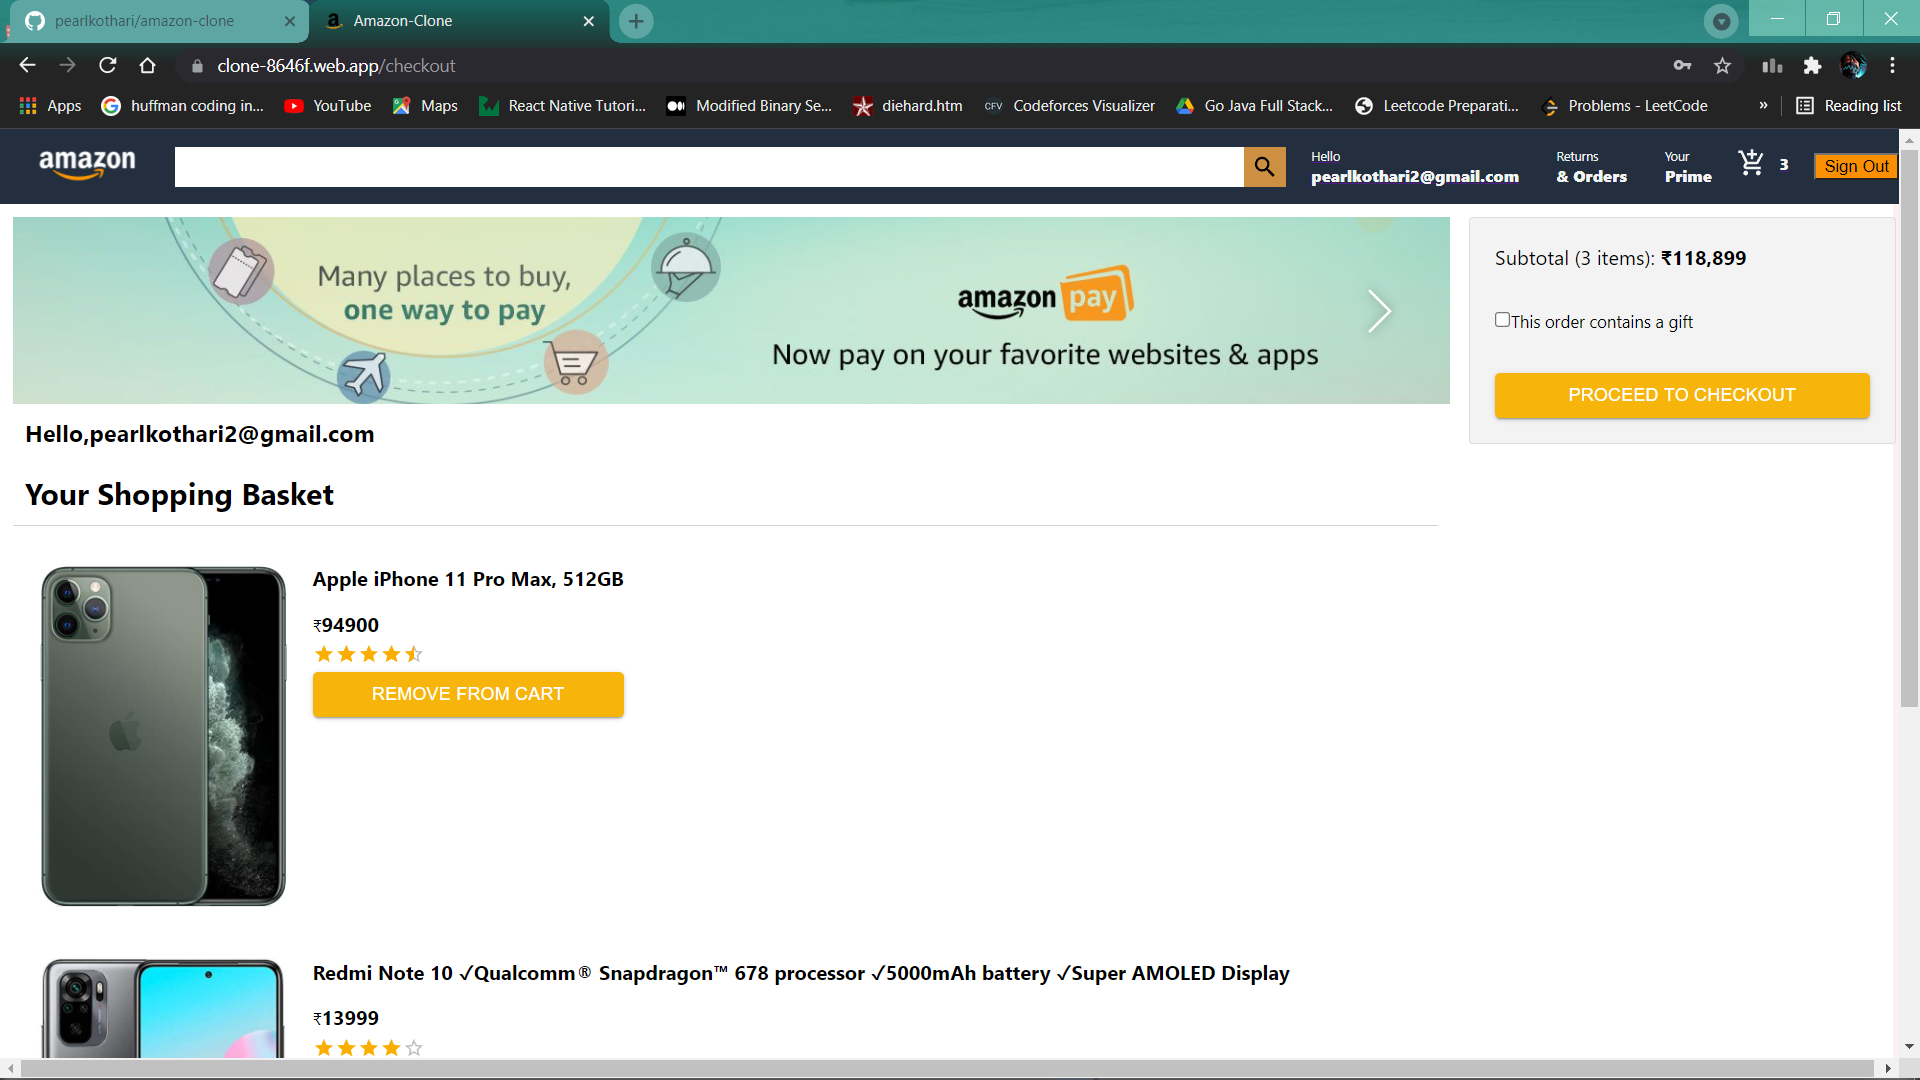 pearlkothari/amazon-clone
Amazon-Clone
clone-8646f.web.app/checkout
Apps
huffman coding in...
YouTube
Maps
React Native Tutori...
Modified Binary Se...
diehard.htm
CFV
Codeforces Visualizer
Go Java Full Stack...
Leetcode Preparati...
Problems - LeetCode
»
Reading list
amazon
Hello
pearlkothari2@gmail.com
Returns
& Orders
Your
Prime
3
Sign Out
Many places to buy,
one way to pay
amazon pay
Now pay on your favorite websites & apps
Subtotal (3 items): ₹118,899
This order contains a gift
PROCEED TO CHECKOUT
Hello,pearlkothari2@gmail.com
Your Shopping Basket
Apple iPhone 11 Pro Max, 512GB
₹94900
REMOVE FROM CART
Redmi Note 10 ✓Qualcomm® Snapdragon™ 678 processor ✓5000mAh battery ✓Super AMOLED Display
₹13999